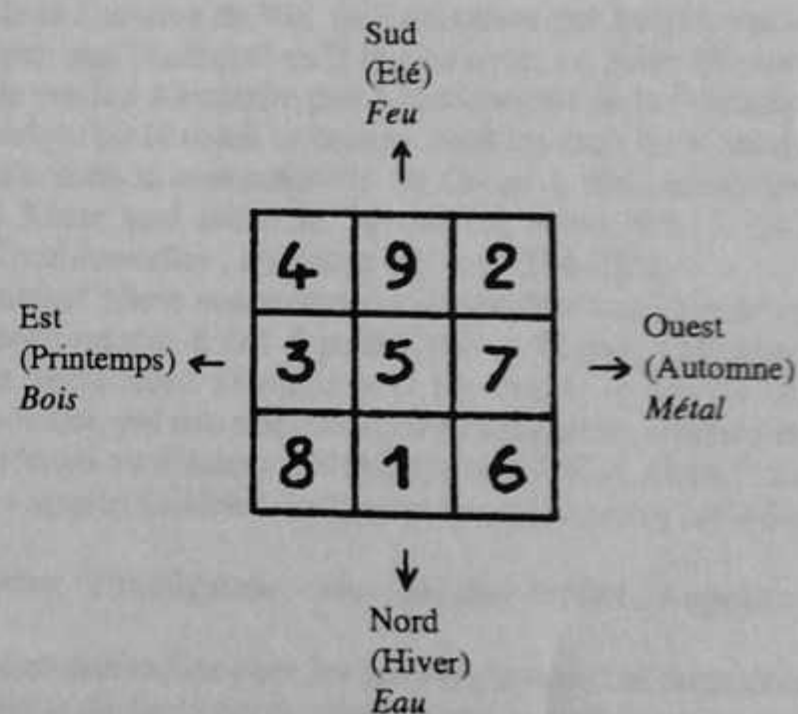 Sud
(Eté)
Feu
4 9 2
Est
(Printemps)
Bois
3 5 7
Ouest
(Automne)
Métal
8 1 6
Nord
(Hiver)
Eau